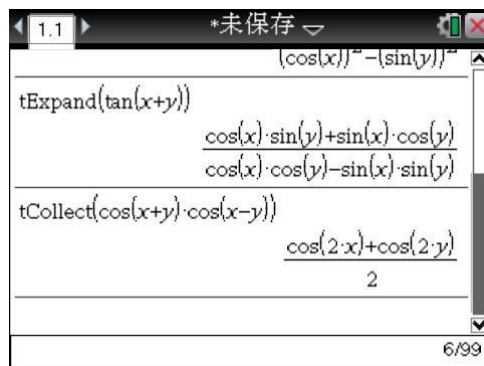 1.1 *未保存
(cos(x))²−(sin(y))²
tExpand(tan(x+y))
cos(x)·sin(y)+sin(x)·cos(y)
cos(x)·cos(y)−sin(x)·sin(y)
tCollect(cos(x+y)·cos(x−y))
cos(2·x)+cos(2·y)
2
6/99